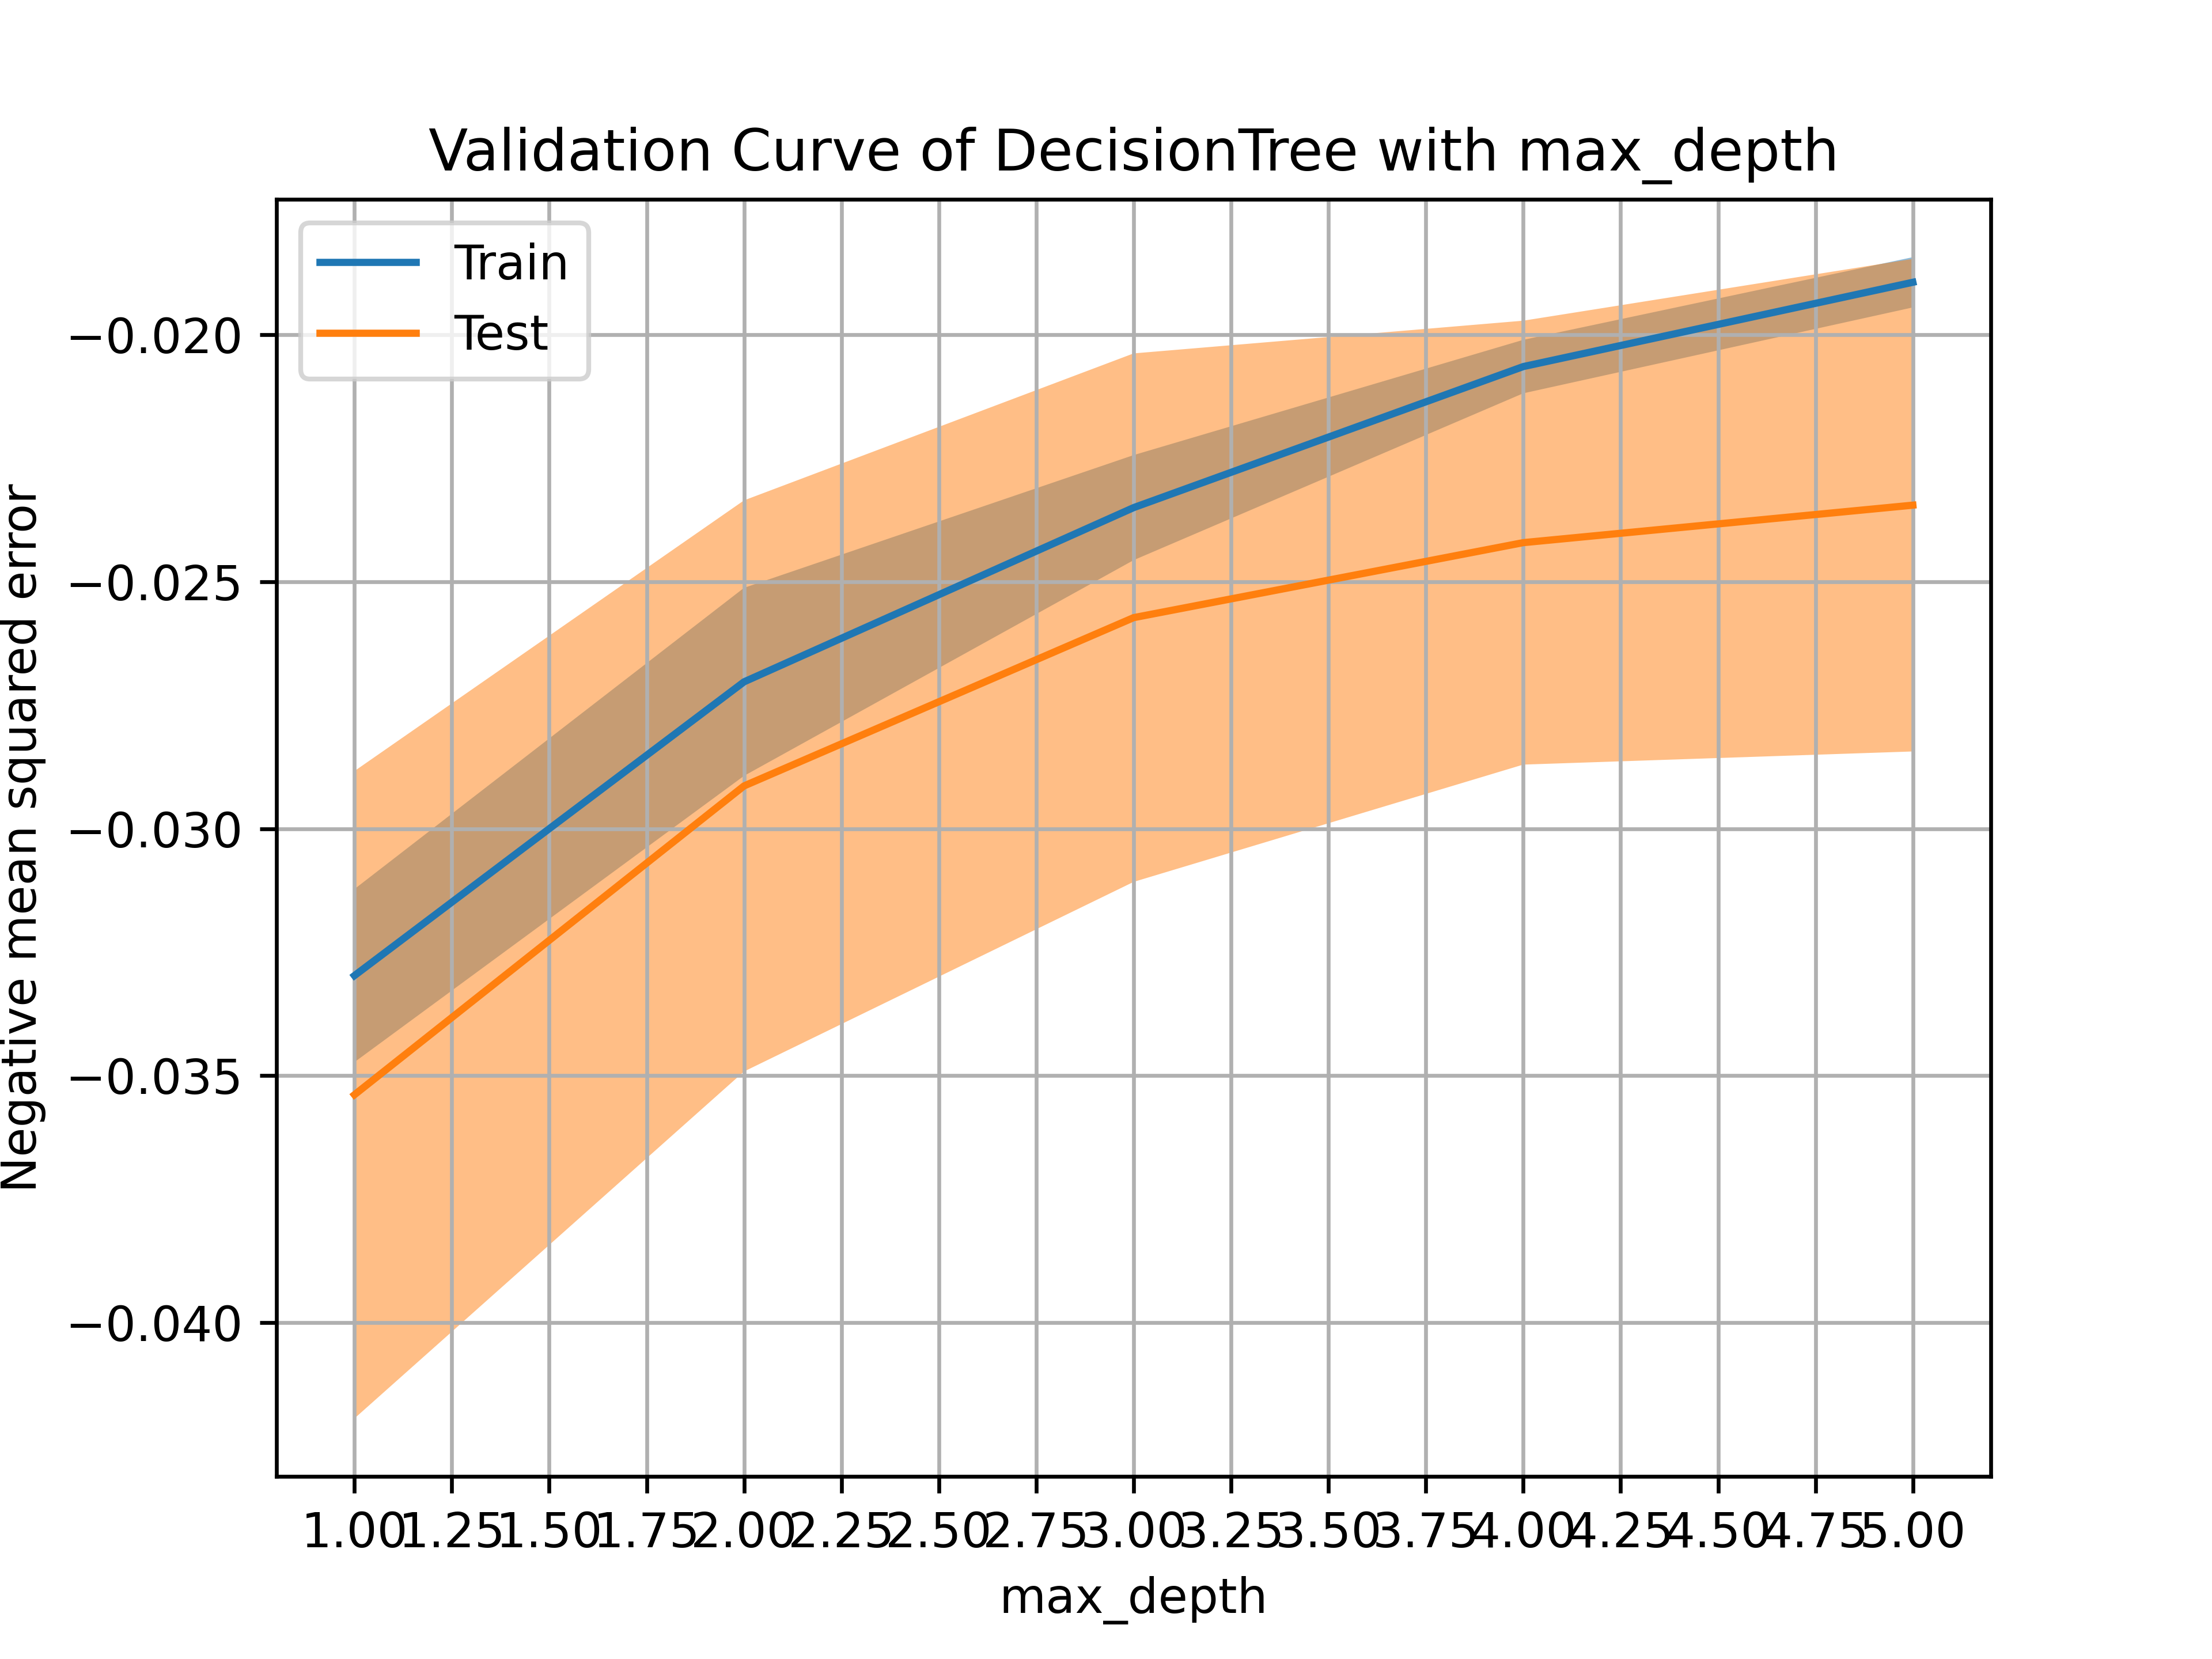 Validation Curve of DecisionTree with max_depth
Train
Test
−0.020
−0.025
−0.030
−0.035
−0.040
Negative mean squared error
1.00 1.25 1.50 1.75 2.00 2.25 2.50 2.75 3.00 3.25 3.50 3.75 4.00 4.25 4.50 4.75 5.00
max_depth